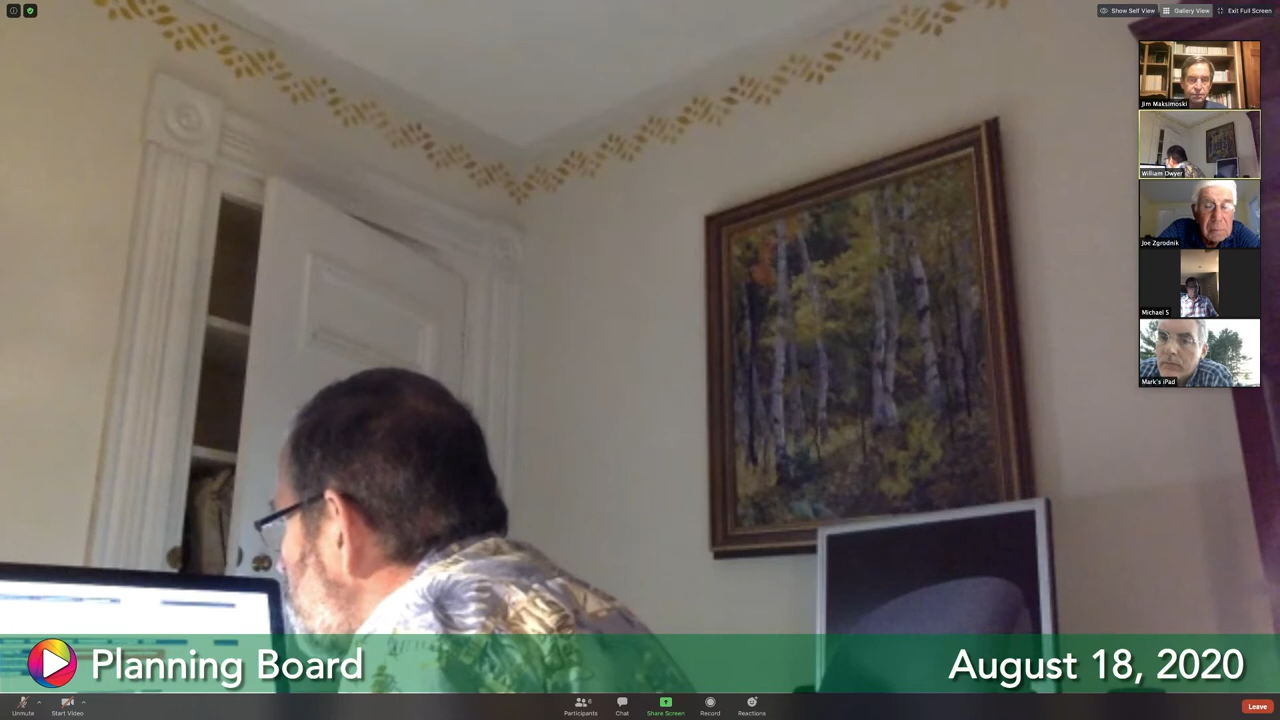 Show Self View
Gallery View
Exit Full Screen
Jim Maksimoski
William Dwyer
Joe Zgrodnik
Michael S
Mark's iPad
Planning Board
August 18, 2020
Unmute
Start Video
Participants
6
Chat
Share Screen
Record
Reactions
Leave